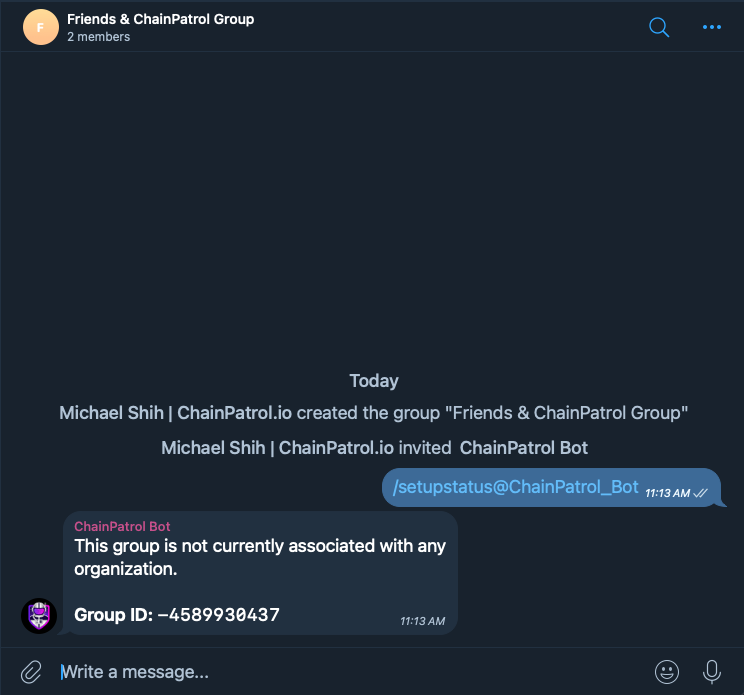 F
Friends & ChainPatrol Group
2 members
Today
Michael Shih | ChainPatrol.io created the group "Friends & ChainPatrol Group"
Michael Shih | ChainPatrol.io invited ChainPatrol Bot
/setupstatus@ChainPatrol_Bot 11:13 AM
ChainPatrol Bot
This group is not currently associated with any
organization.
Group ID: −4589930437 11:13 AM
Write a message...